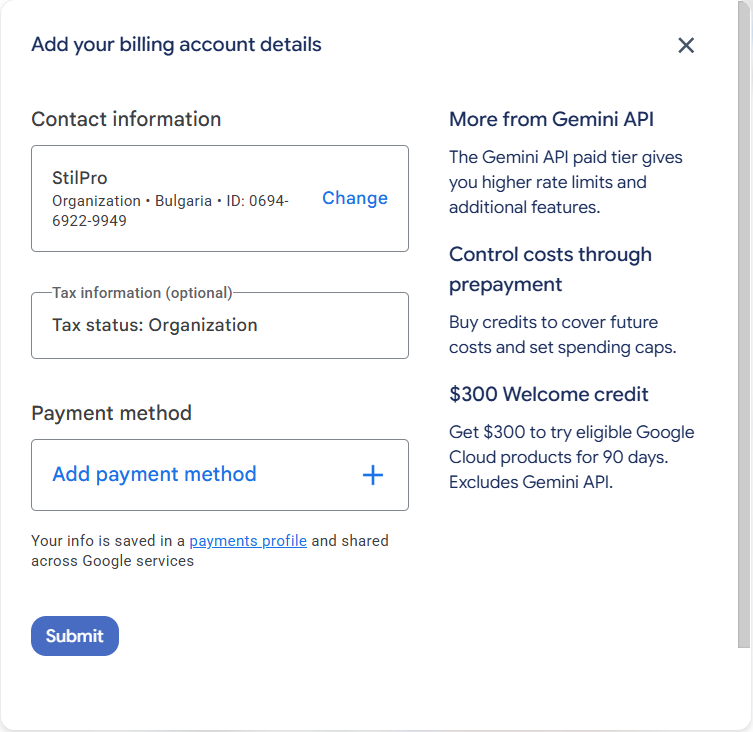 Add your billing account details
Contact information
StilPro
Organization • Bulgaria • ID: 0694-
6922-9949
Change
Tax information (optional)
Tax status: Organization
Payment method
Add payment method
Your info is saved in a payments profile and shared
across Google services
Submit
More from Gemini API
The Gemini API paid tier gives
you higher rate limits and
additional features.
Control costs through
prepayment
Buy credits to cover future
costs and set spending caps.
$300 Welcome credit
Get $300 to try eligible Google
Cloud products for 90 days.
Excludes Gemini API.